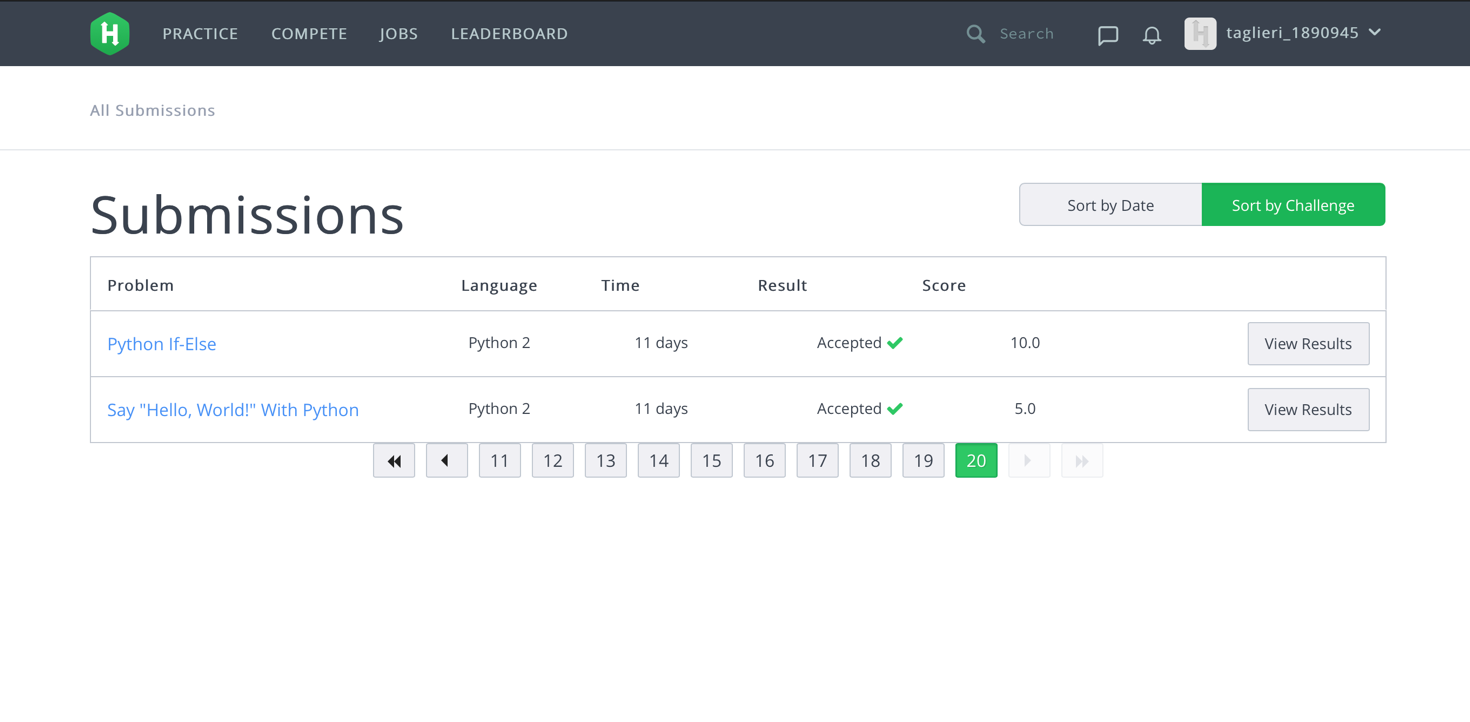 H PRACTICE COMPETE JOBS LEADERBOARD Search H taglieri_1890945
All Submissions
Submissions Sort by Date Sort by Challenge
Problem Language Time Result Score
Python If-Else Python 2 11 days Accepted 10.0 View Results
Say "Hello, World!" With Python Python 2 11 days Accepted 5.0 View Results
11 12 13 14 15 16 17 18 19 20